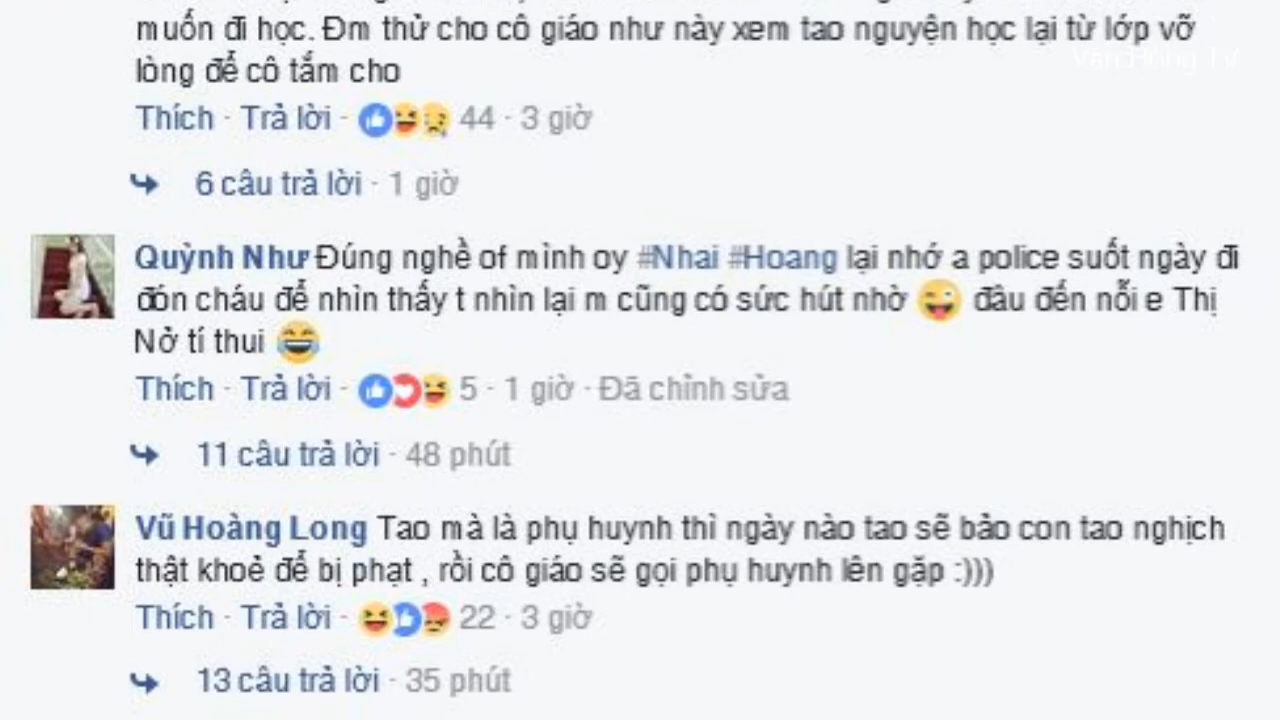 muốn đi học. Đm thử cho cô giáo như này xem tao nguyện học lại từ lớp vỡ
Văn Hồng TV
lòng để cô tắm cho
Thích · Trả lời · 44 · 3 giờ
6 câu trả lời · 1 giờ
Quỳnh Như Đúng nghề of mình oy #Nhai #Hoang lại nhớ a police suốt ngày đi
đón cháu để nhìn thấy t nhìn lại m cũng có sức hút nhờ 😜 đâu đến nỗi e Thị
Nở tí thui 😂
Thích · Trả lời · 5 · 1 giờ · Đã chỉnh sửa
11 câu trả lời · 48 phút
Vũ Hoàng Long Tao mà là phụ huynh thì ngày nào tao sẽ bảo con tao nghịch
thật khoẻ để bị phạt , rồi cô giáo sẽ gọi phụ huynh lên gặp :)))
Thích · Trả lời · 22 · 3 giờ
13 câu trả lời · 35 phút